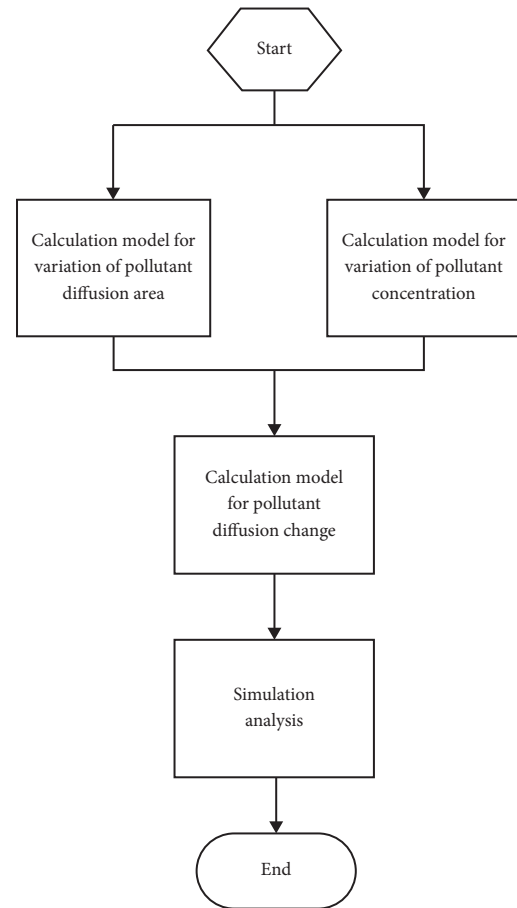 Start
Calculation model for
variation of pollutant
diffusion area
Calculation model for
variation of pollutant
concentration
Calculation model
for pollutant
diffusion change
Simulation
analysis
End